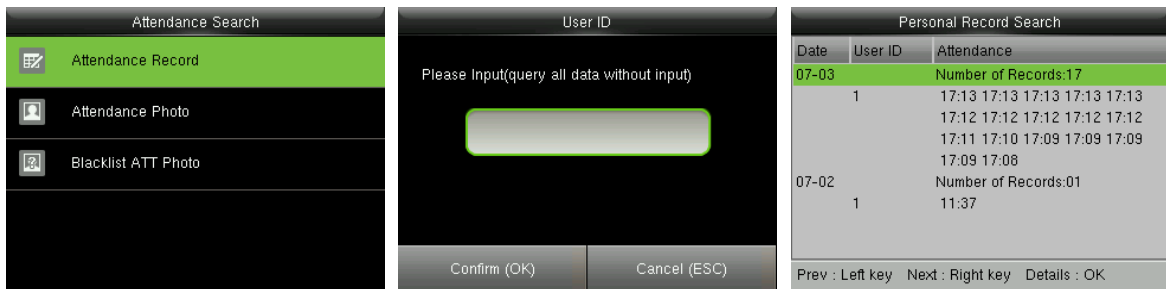 Attendance Search
Attendance Record
Attendance Photo
Blacklist ATT Photo
User ID
Please Input(query all data without input)
Confirm (OK)
Cancel (ESC)
Personal Record Search
Date User ID Attendance
07-03 Number of Records:17
1 17:13 17:13 17:13 17:13 17:13
17:12 17:12 17:12 17:12 17:12
17:11 17:10 17:09 17:09 17:09
17:09 17:08
07-02 Number of Records:01
1 11:37
Prev : Left key Next : Right key Details : OK